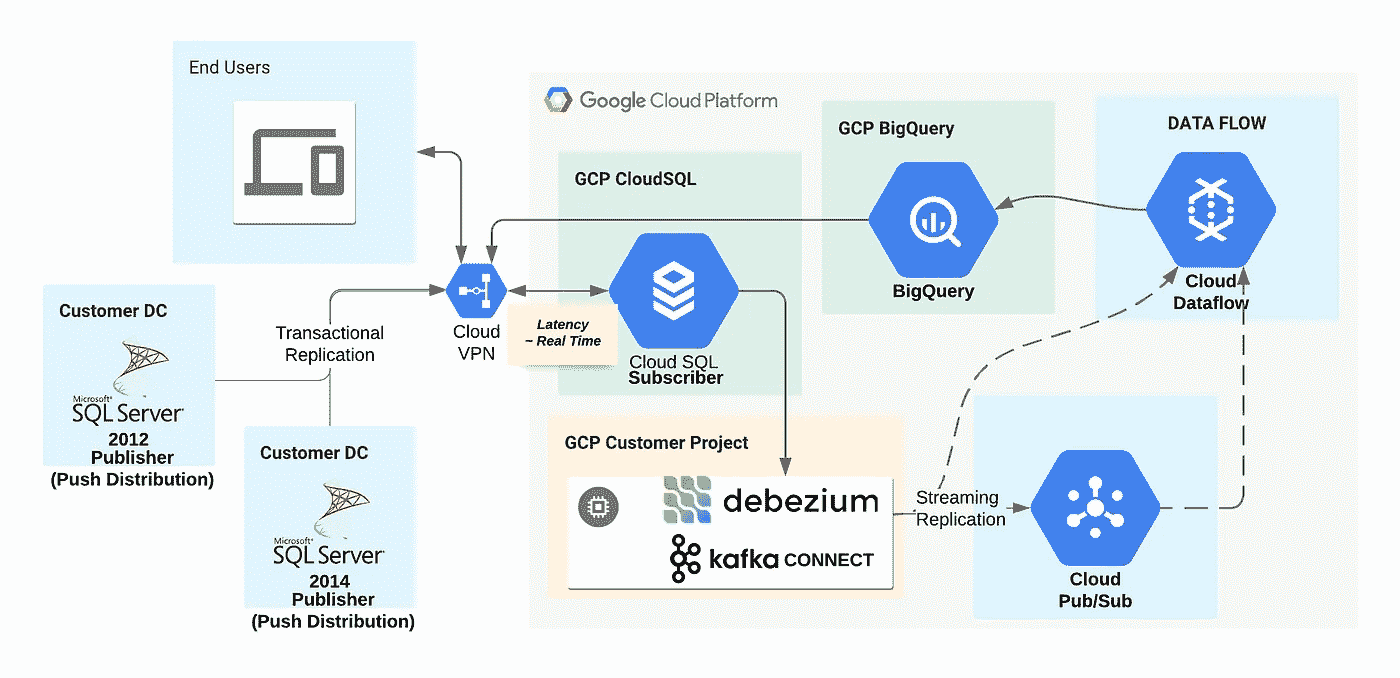 End Users
Google Cloud Platform
GCP BigQuery
DATA FLOW
GCP CloudSQL
BigQuery
Cloud
Dataflow
Customer DC
Microsoft®
SQL Server
2012
Publisher
(Push Distribution)
Transactional
Replication
Cloud
VPN
Latency
~ Real Time
Cloud SQL
Subscriber
Customer DC
Microsoft®
SQL Server
2014
Publisher
(Push Distribution)
GCP Customer Project
debezium
kafka CONNECT
Streaming
Replication
Cloud
Pub/Sub